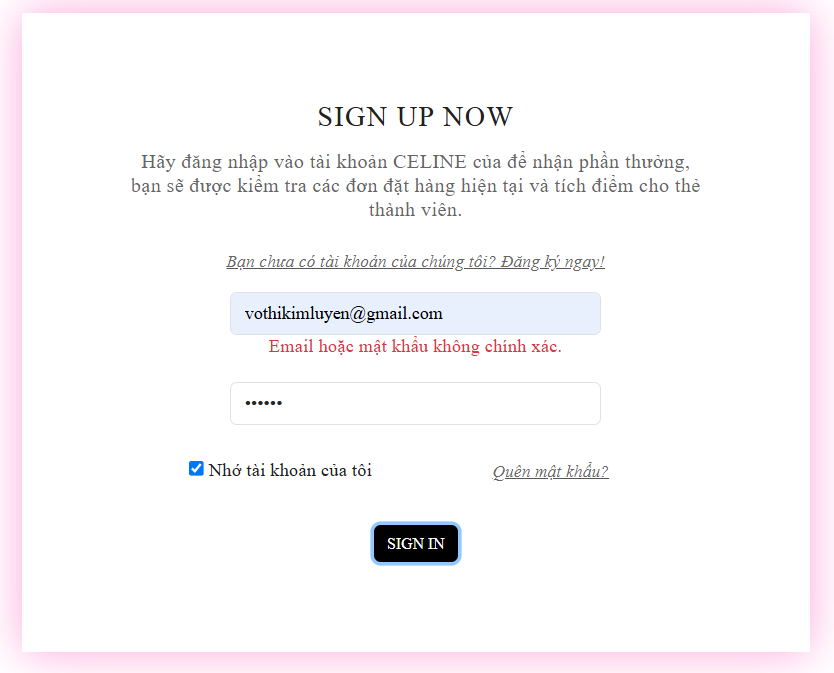 SIGN UP NOW
Hãy đăng nhập vào tài khoản CELINE của để nhận phần thưởng,
bạn sẽ được kiểm tra các đơn đặt hàng hiện tại và tích điểm cho thẻ
thành viên.
Bạn chưa có tài khoản của chúng tôi? Đăng ký ngay!
vothikimluyen@gmail.com
Email hoặc mật khẩu không chính xác.
••••••
Nhớ tài khoản của tôi
Quên mật khẩu?
SIGN IN